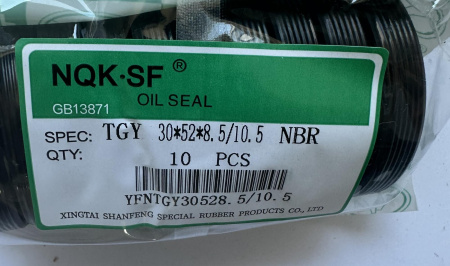 NQK·SF ®
OIL SEAL
GB13871
SPEC: TGY 30*52*8.5/10.5 NBR
QTY: 10 PCS
YFNTGY30528.5/10.5
XINGTAI SHANFENG SPECIAL RUBBER PRODUCTS CO., LTD